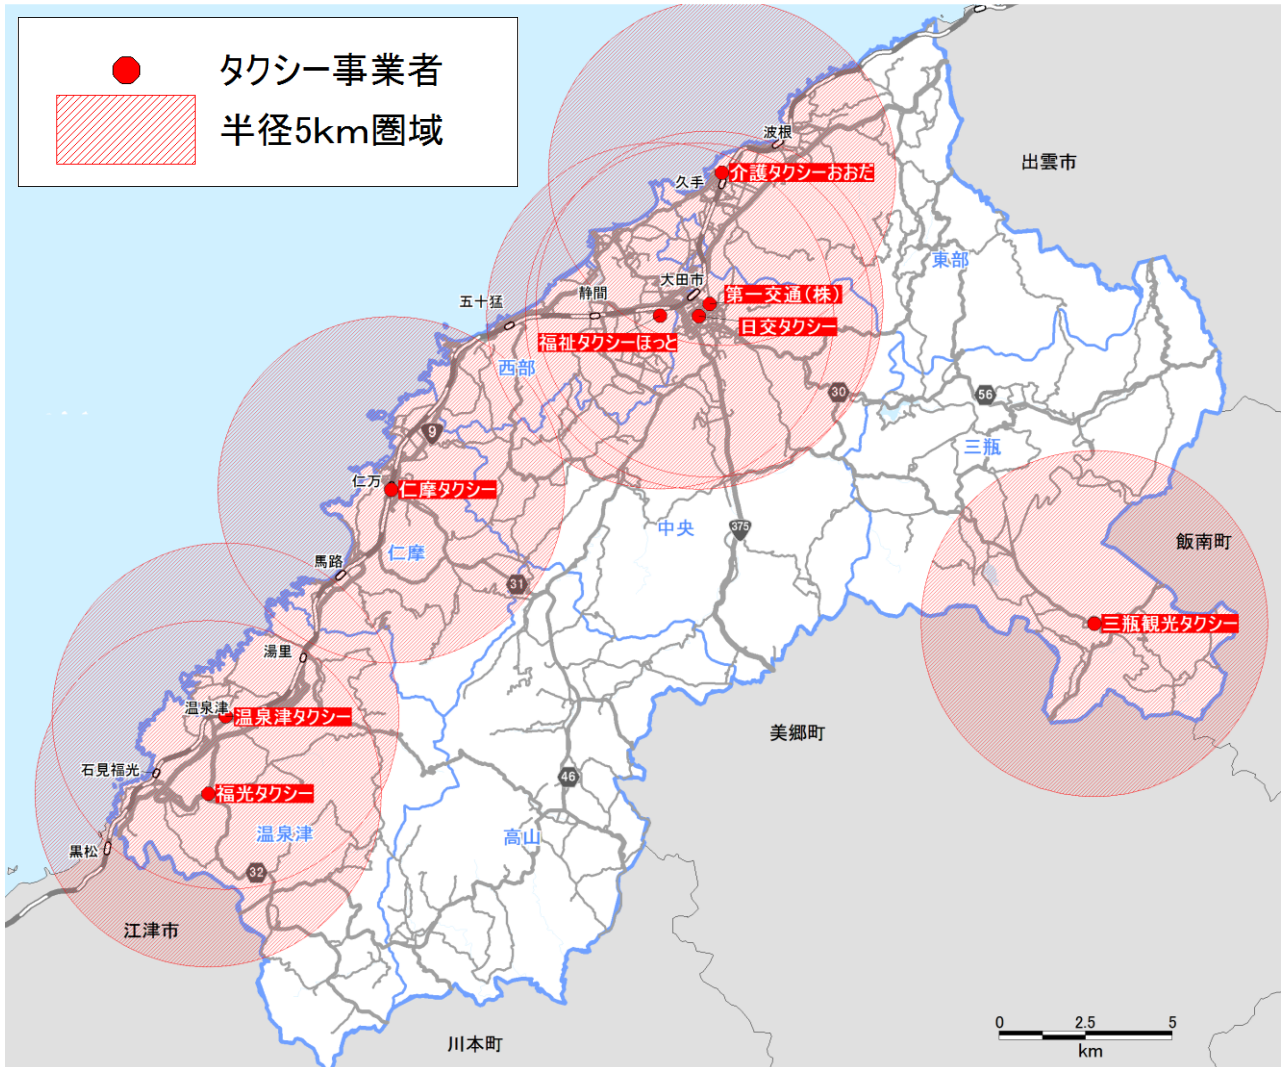 タクシー事業者
半径5km圏域
波根
出雲市
久手
介護タクシーおおだ
東部
大田市
第一交通(株)
静間
五十猛
日交タクシー
福祉タクシーほっと
西部
30
56
9
三瓶
仁万
仁摩タクシー
中央
375
飯南町
仁摩
馬路
31
三瓶観光タクシー
湯里
温泉津
温泉津タクシー
美郷町
石見福光
46
福光タクシー
温泉津
高山
黒松
32
江津市
0 2.5 5
km
川本町